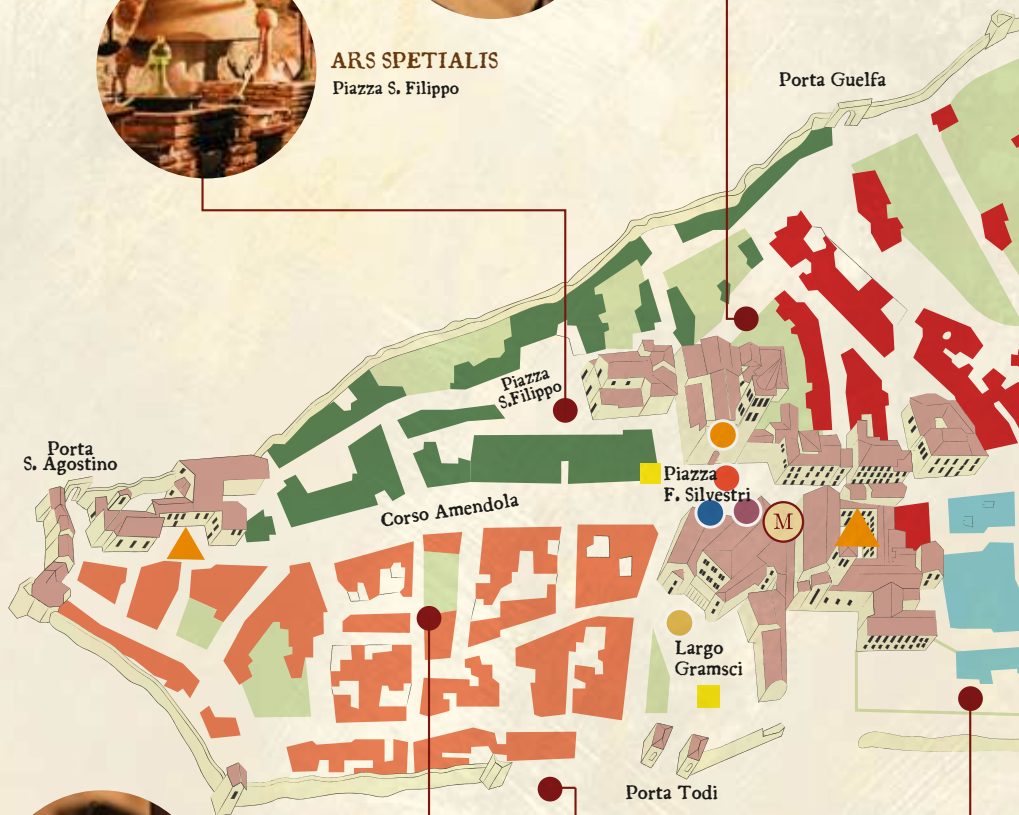 ARS SPETIALIS
Piazza S. Filippo
Porta Guelfa
Piazza
S.Filippo
Porta
S. Agostino
Piazza
F. Silvestri
Corso Amendola
M
Largo
Gramsci
Porta Todi